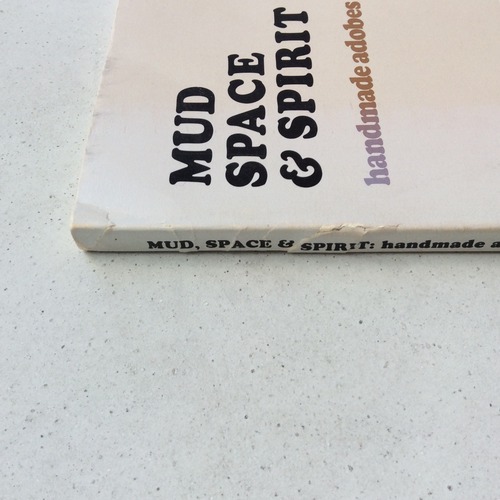 MUD
SPACE
& SPIRIT
handmade adobes
MUD, SPACE & SPIRIT: handmade a